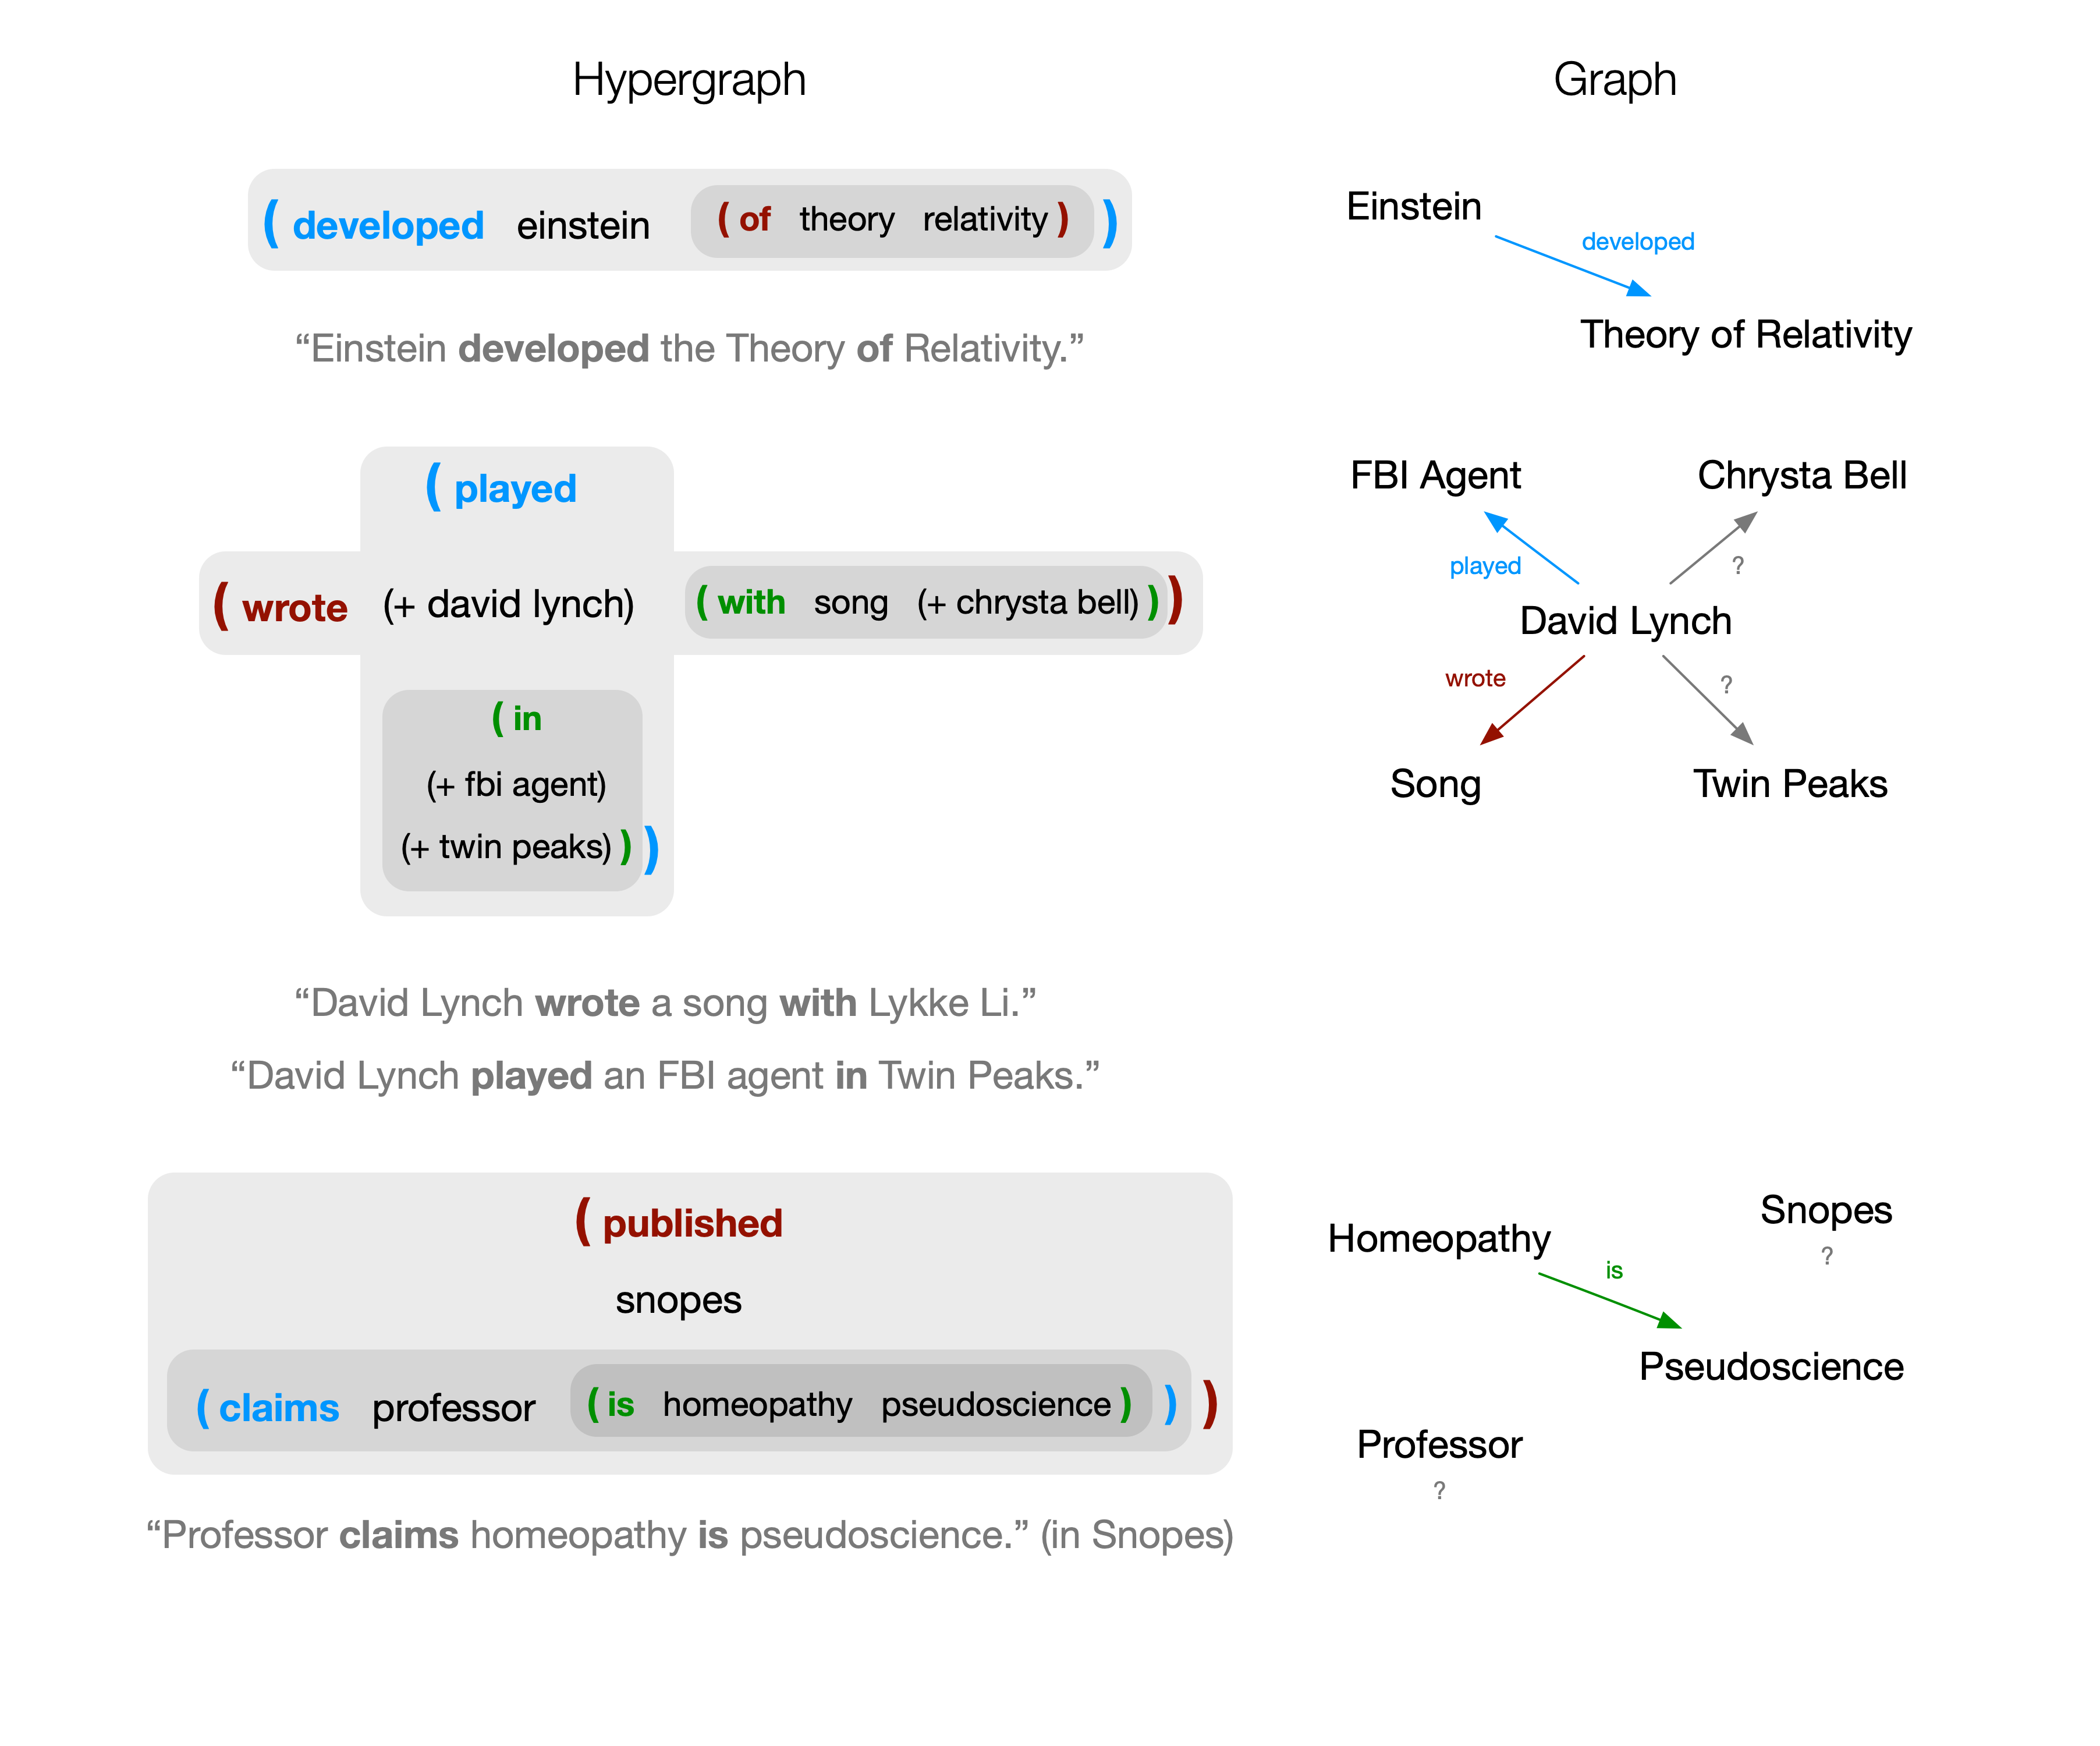 Hypergraph
Graph
( developed einstein ( of theory relativity ) )
“Einstein developed the Theory of Relativity.”
Einstein
developed
Theory of Relativity
( played
( wrote (+ david lynch) ( with song (+ chrysta bell) ) )
( in
(+ fbi agent)
(+ twin peaks) ) )
FBI Agent
Chrysta Bell
played
?
David Lynch
wrote
?
Song
Twin Peaks
“David Lynch wrote a song with Lykke Li.”
“David Lynch played an FBI agent in Twin Peaks.”
( published
snopes
( claims professor ( is homeopathy pseudoscience ) ) )
“Professor claims homeopathy is pseudoscience.” (in Snopes)
Snopes
?
Homeopathy
is
Pseudoscience
Professor
?